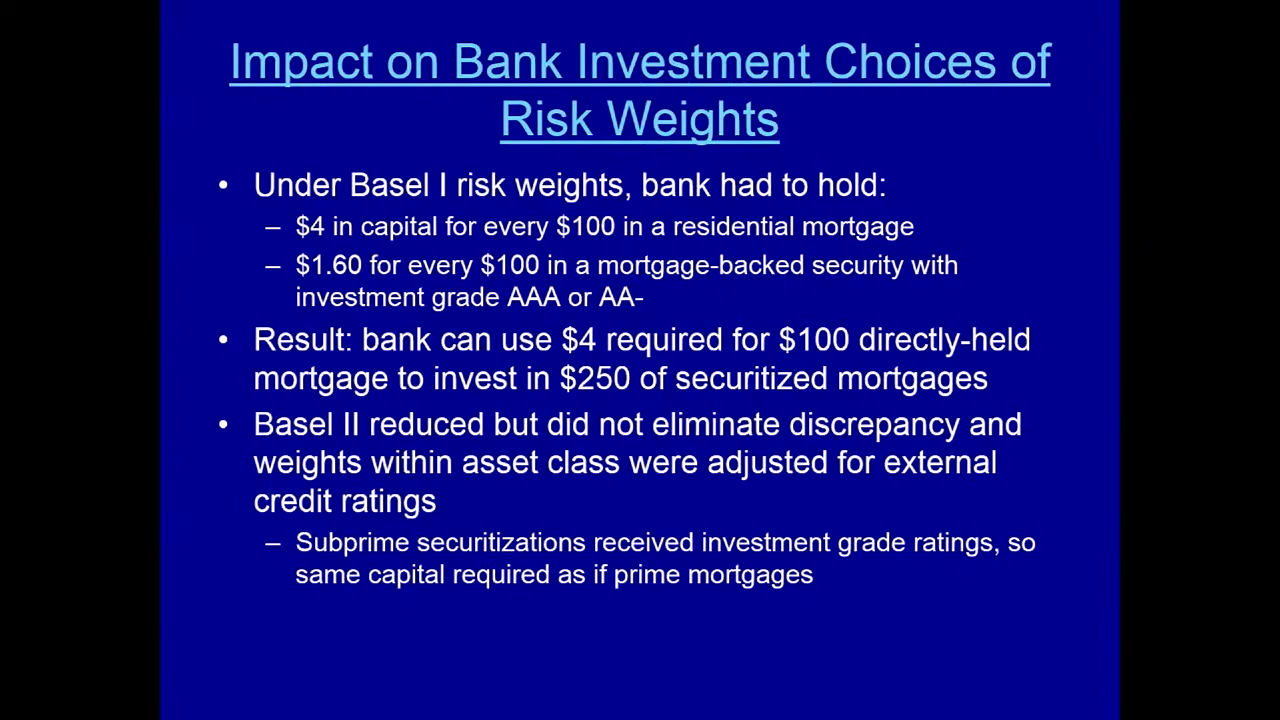 Impact on Bank Investment Choices of
Risk Weights
• Under Basel I risk weights, bank had to hold:
– $4 in capital for every $100 in a residential mortgage
– $1.60 for every $100 in a mortgage-backed security with
investment grade AAA or AA-
• Result: bank can use $4 required for $100 directly-held
mortgage to invest in $250 of securitized mortgages
• Basel II reduced but did not eliminate discrepancy and
weights within asset class were adjusted for external
credit ratings
– Subprime securitizations received investment grade ratings, so
same capital required as if prime mortgages